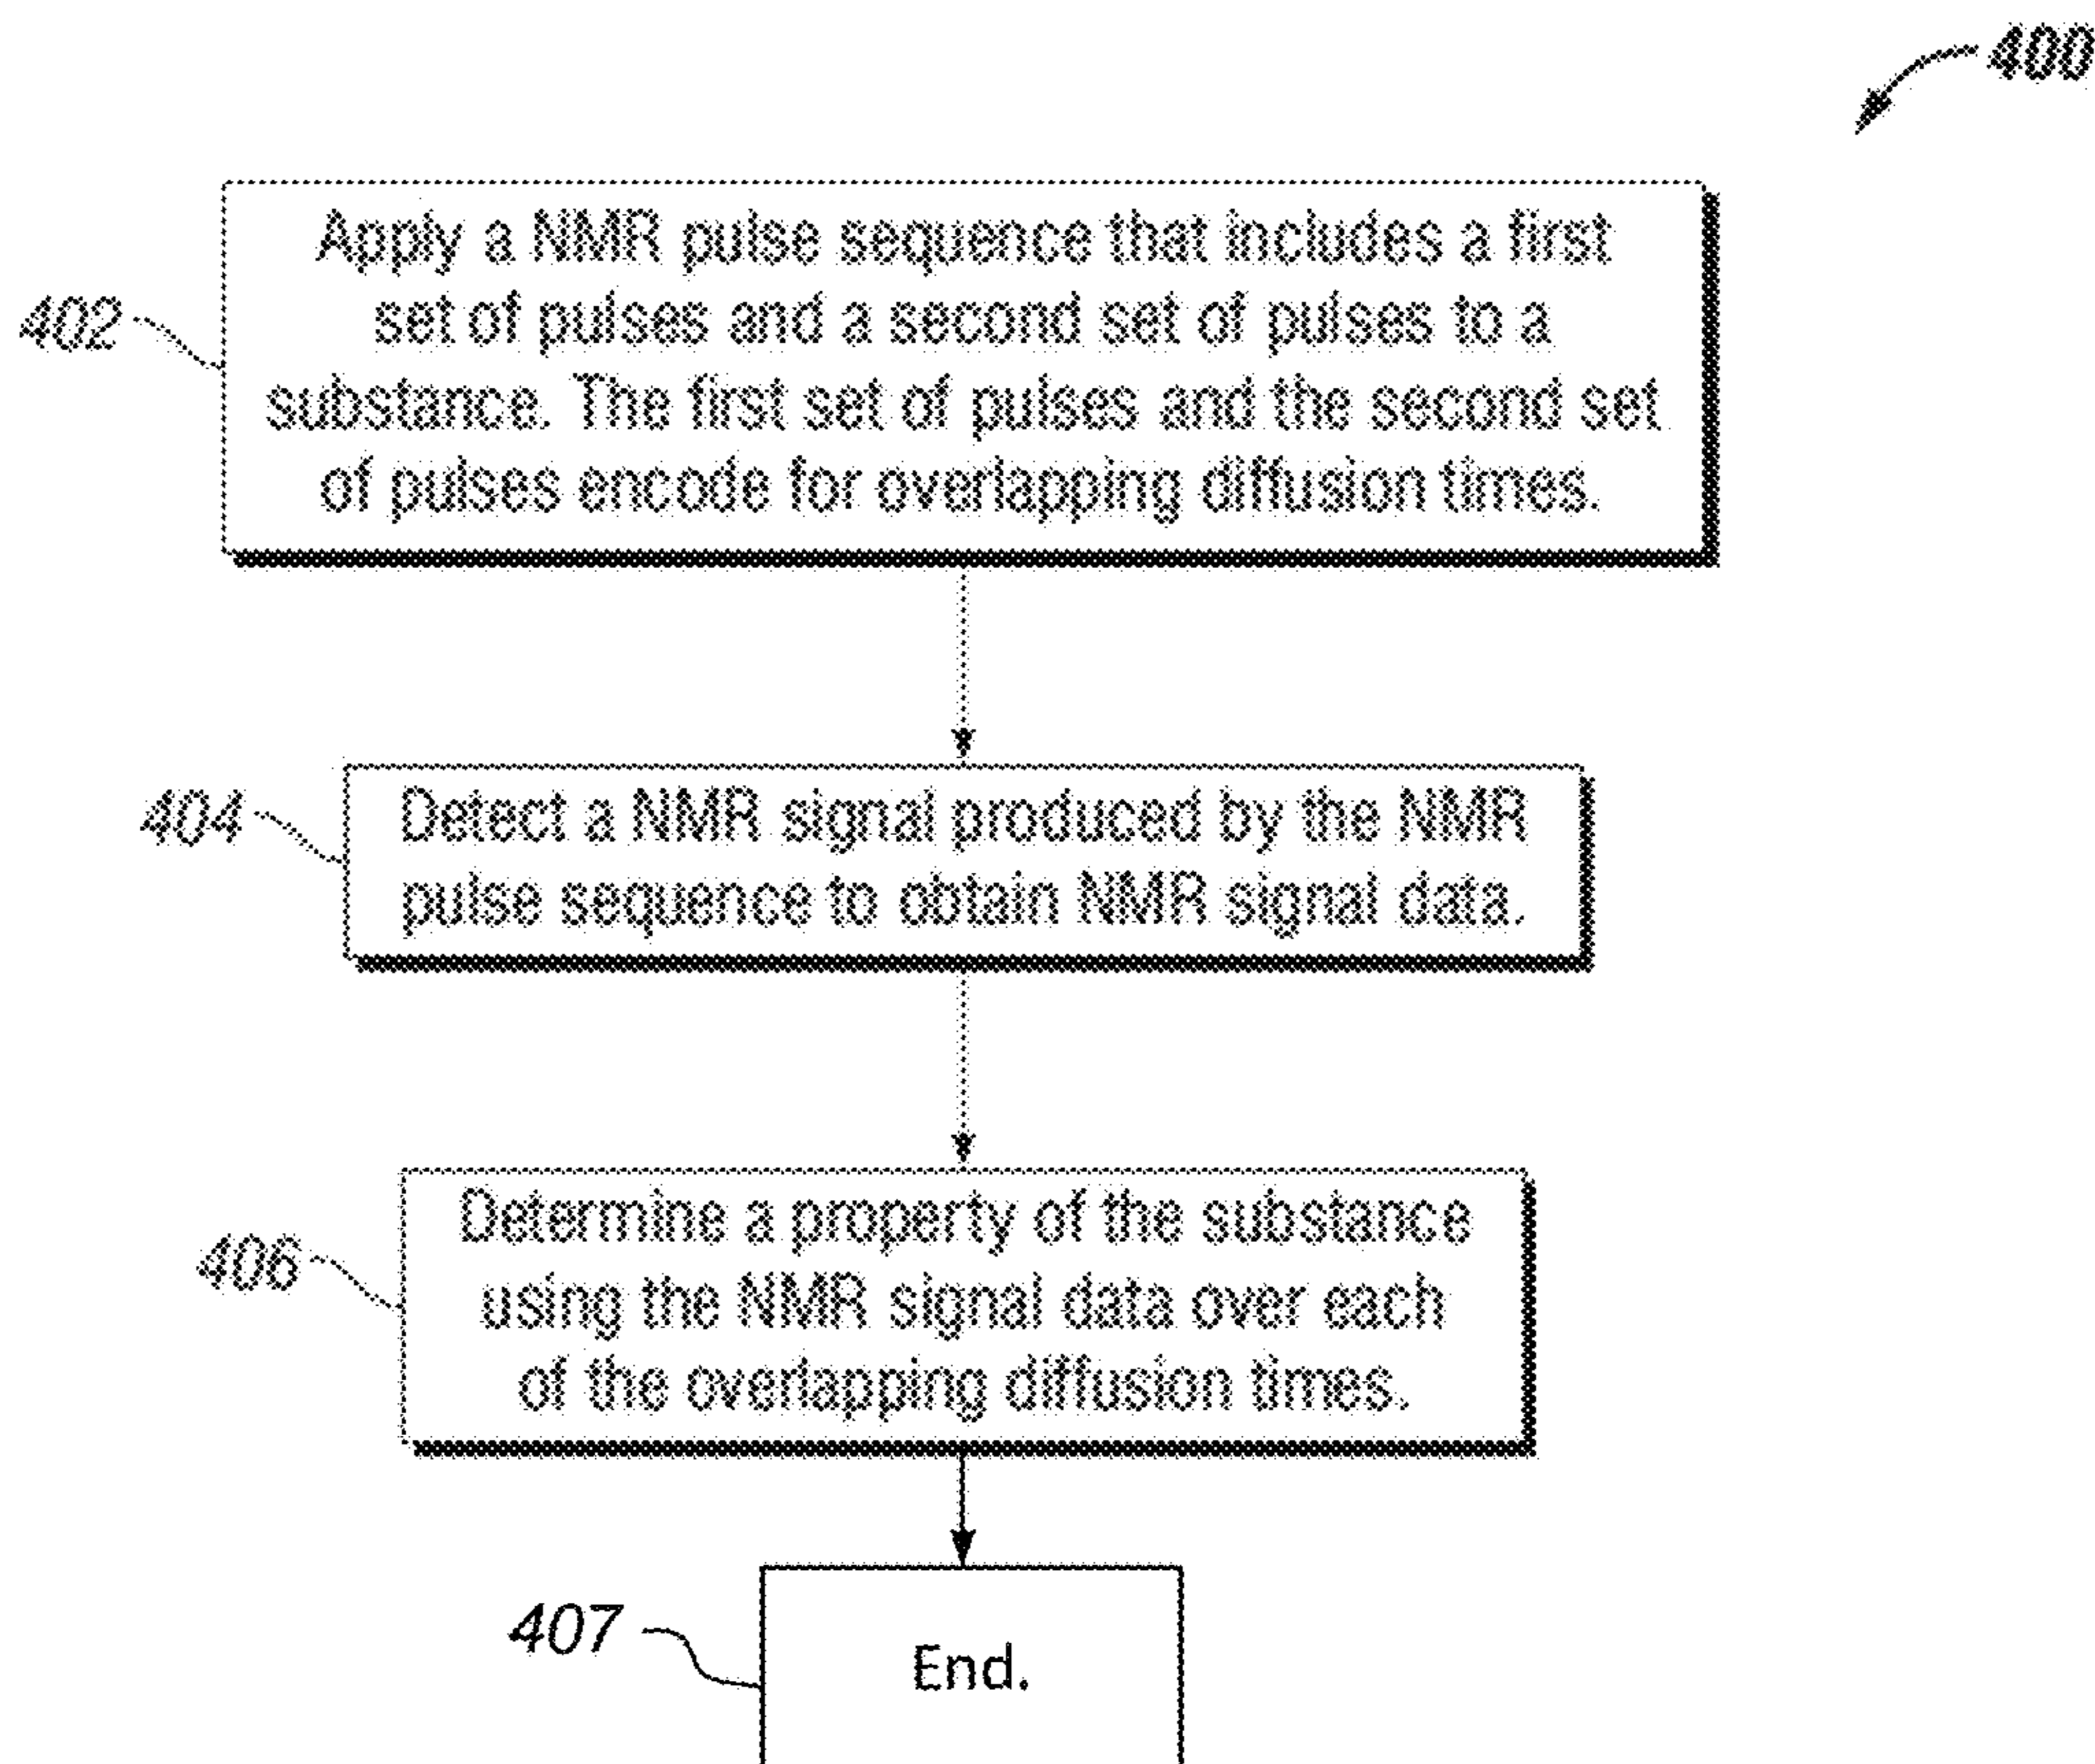 400
402
Apply a NMR pulse sequence that includes a first
set of pulses and a second set of pulses to a
substance. The first set of pulses and the second set
of pulses encode for overlapping diffusion times.
404
Detect a NMR signal produced by the NMR
pulse sequence to obtain NMR signal data.
406
Determine a property of the substance
using the NMR signal data over each
of the overlapping diffusion times.
407
End.